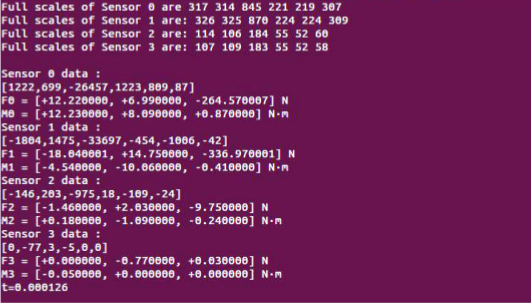 Full scales of Sensor 0 are 317 314 845 221 219 307
Full scales of Sensor 1 are: 326 325 870 224 224 309
Full scales of Sensor 2 are: 114 106 184 55 52 60
Full scales of Sensor 3 are: 107 109 183 55 52 58
Sensor 0 data :
[1222,699,-26457,1223,809,87]
F0 = [+12.220000, +6.990000, -264.570007] N
M0 = [+12.230000, +8.090000, +0.870000] N·m
Sensor 1 data :
[-1804,1475,-33697,-454,-1006,-42]
F1 = [-18.040001, +14.750000, -336.970001] N
M1 = [-4.540000, -10.060000, -0.410000] N·m
Sensor 2 data :
[-146,203,-975,18,-109,-24]
F2 = [-1.460000, +2.030000, -9.750000] N
M2 = [+0.180000, -1.090000, -0.240000] N·m
Sensor 3 data :
[0,-77,3,-5,0,0]
F3 = [+0.000000, -0.770000, +0.030000] N
M3 = [-0.050000, +0.000000, +0.000000] N·m
t=0.000126